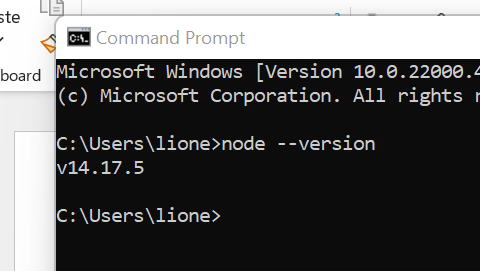 ste
board
Command Prompt
Microsoft Windows [Version 10.0.22000.4
(c) Microsoft Corporation. All rights r
C:\Users\lione>node --version
v14.17.5
C:\Users\lione>